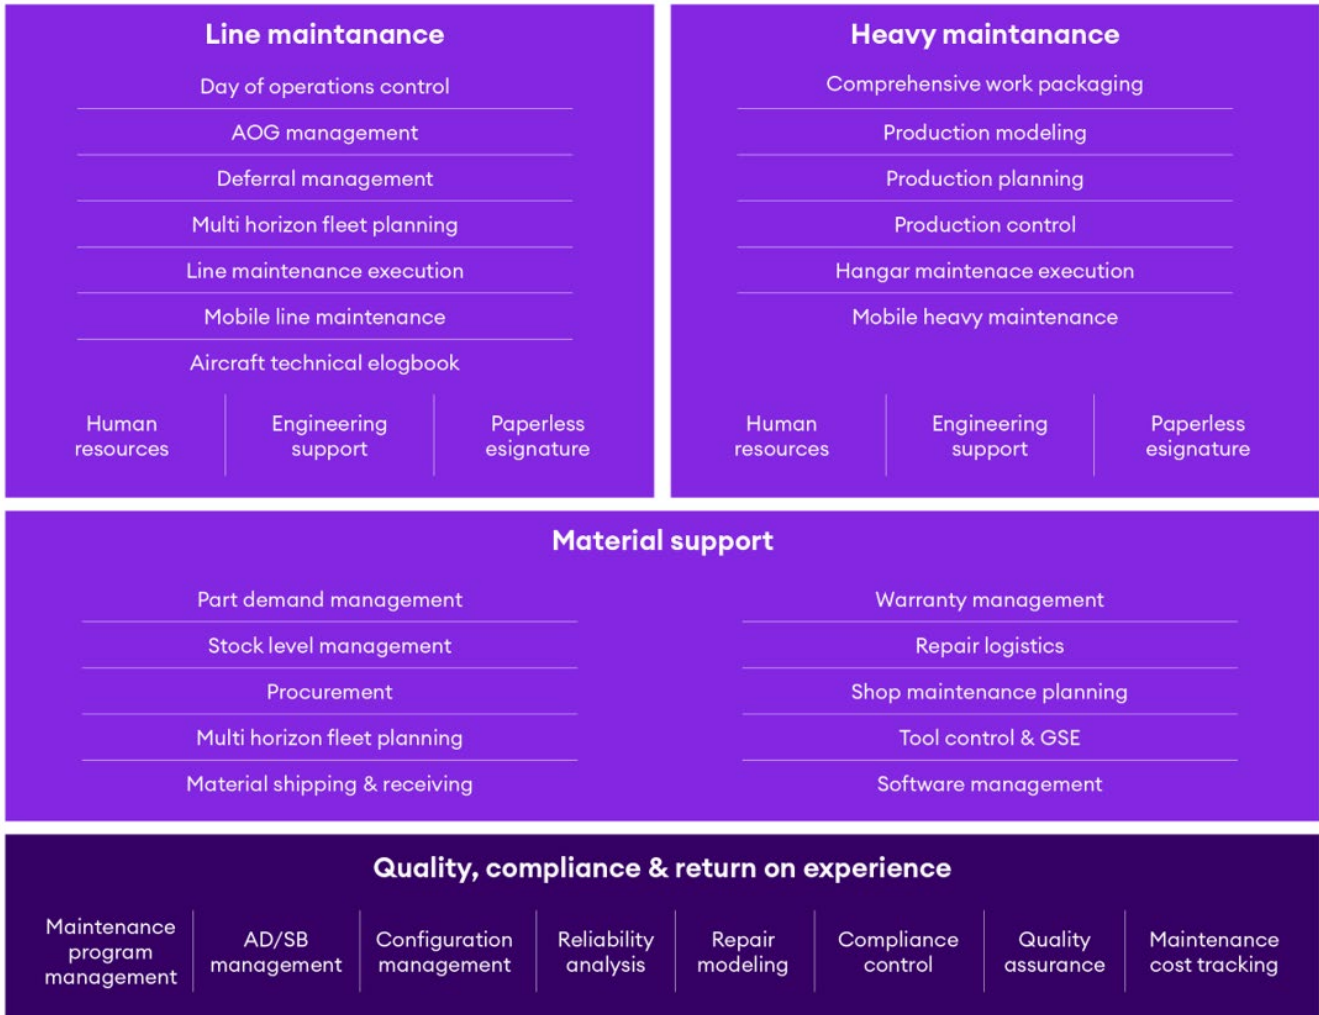 Line maintanance
Day of operations control
AOG management
Deferral management
Multi horizon fleet planning
Line maintenance execution
Mobile line maintenance
Aircraft technical elogbook
Human
resources
Engineering
support
Paperless
esignature
Heavy maintanance
Comprehensive work packaging
Production modeling
Production planning
Production control
Hangar maintenace execution
Mobile heavy maintenance
Human
resources
Engineering
support
Paperless
esignature
Material support
Part demand management
Stock level management
Procurement
Multi horizon fleet planning
Material shipping & receiving
Warranty management
Repair logistics
Shop maintenance planning
Tool control & GSE
Software management
Quality, compliance & return on experience
Maintenance
program
management
AD/SB
management
Configuration
management
Reliability
analysis
Repair
modeling
Compliance
control
Quality
assurance
Maintenance
cost tracking